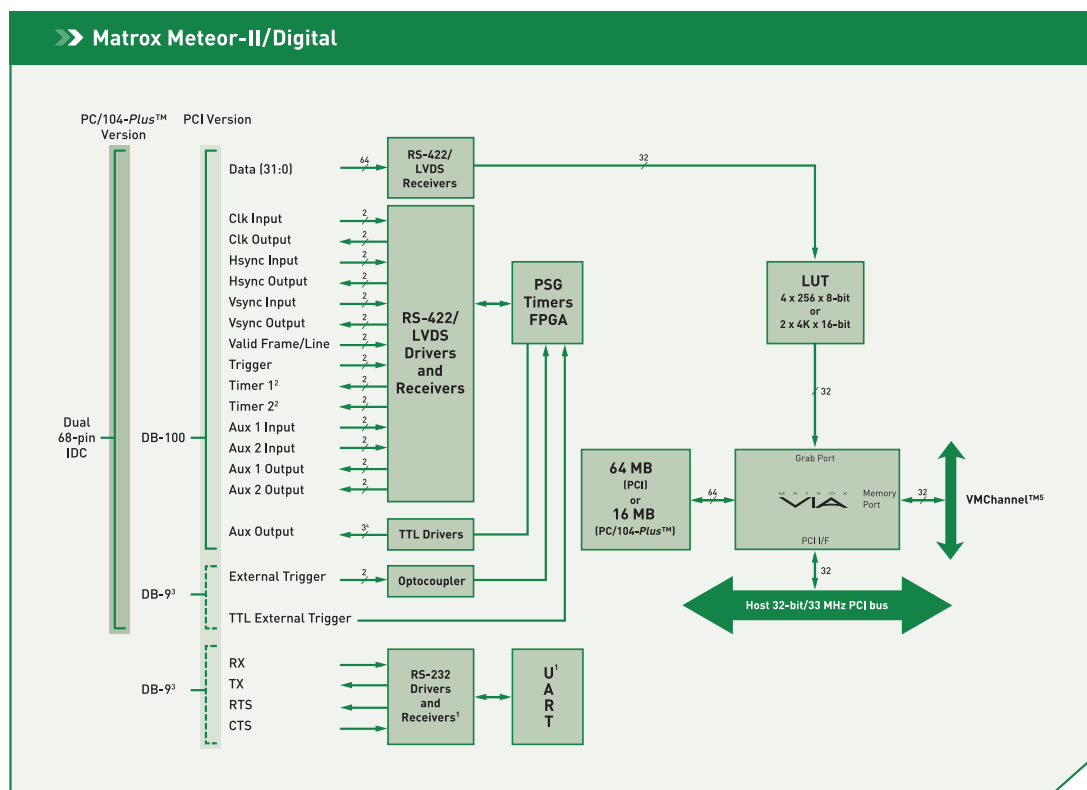 Matrox Meteor-II/Digital
PC/104-Plus™
Version
PCI Version
Data (31:0)
64
RS-422/
LVDS
Receivers
32
Clk Input
2
Clk Output
2
Hsync Input
2
Hsync Output
2
Vsync Input
2
Vsync Output
2
Valid Frame/Line
2
Trigger
2
Timer 1²
2
Timer 2²
2
Aux 1 Input
2
Aux 2 Input
2
Aux 1 Output
2
Aux 2 Output
2
RS-422/
LVDS
Drivers
and
Receivers
PSG
Timers
FPGA
LUT
4 x 256 x 8-bit
or
2 x 4K x 16-bit
32
Dual
68-pin
IDC
DB-100
64 MB
(PCI)
or
16 MB
(PC/104-Plus™)
64
Grab Port
MATROX
VIA
Memory
Port
PCI I/F
32
VMChannel™⁵
32
Host 32-bit/33 MHz PCI bus
Aux Output
3⁴
TTL Drivers
DB-9³
External Trigger
2
Optocoupler
TTL External Trigger
DB-9³
RX
TX
RTS
CTS
RS-232
Drivers
and
Receivers¹
U¹
A
R
T